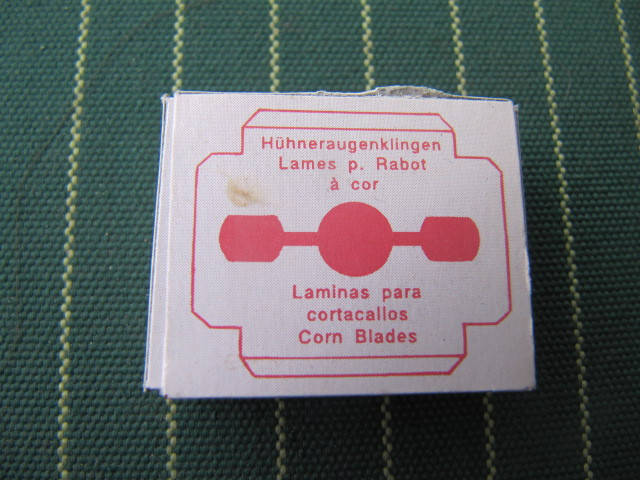 Hühneraugenklingen
Lames p. Rabot
à cor
Laminas para
cortacallos
Corn Blades